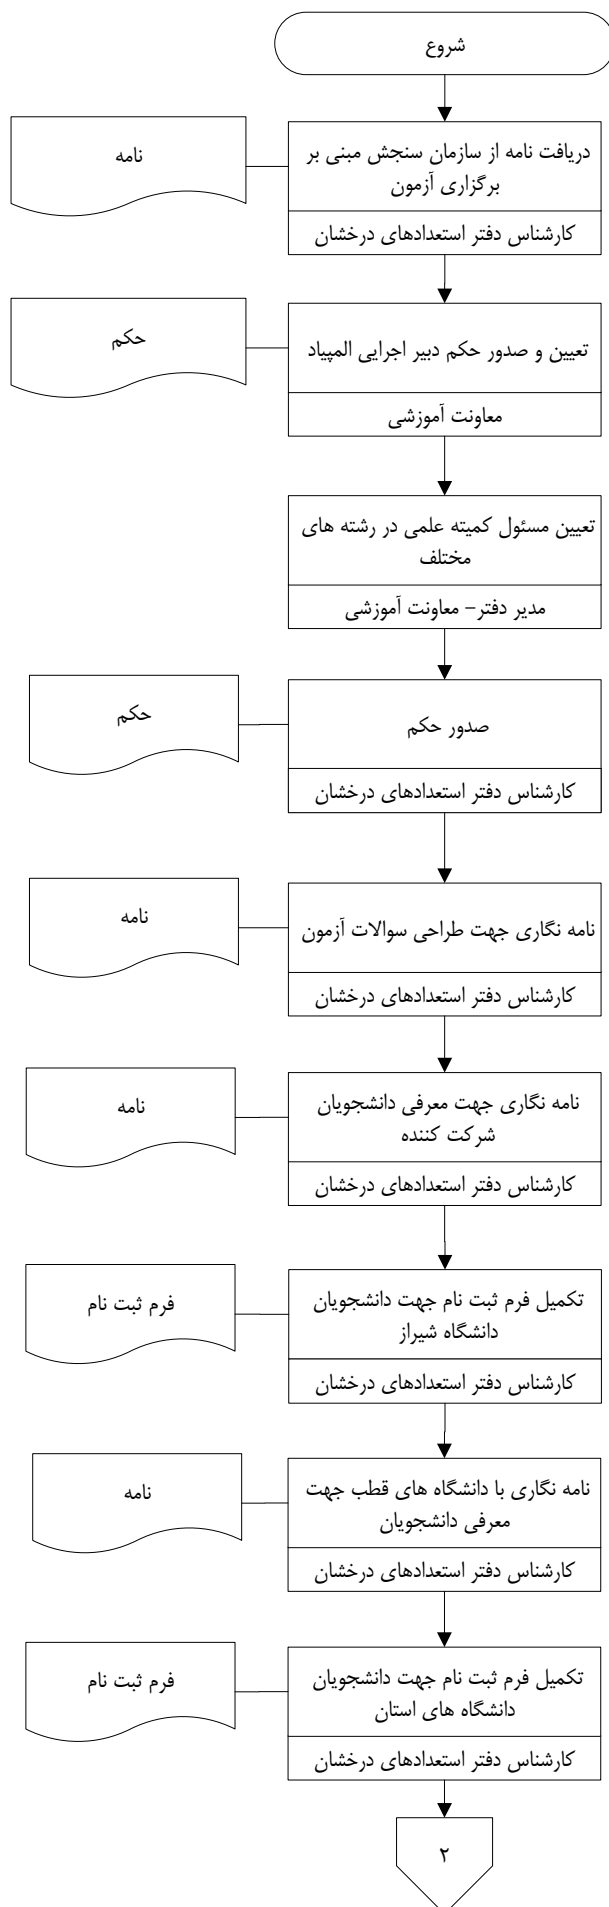 شروع
دریافت نامه از سازمان سنجش مبنی بر
برگزاری آزمون
کارشناس دفتر استعدادهای درخشان
نامه
تعیین و صدور حکم دبیر اجرایی المپیاد
معاونت آموزشی
حکم
تعیین مسئول کمیته علمی در رشته های
مختلف
مدیر دفتر– معاونت آموزشی
صدور حکم
کارشناس دفتر استعدادهای درخشان
حکم
نامه نگاری جهت طراحی سوالات آزمون
کارشناس دفتر استعدادهای درخشان
نامه
نامه نگاری جهت معرفی دانشجویان
شرکت کننده
کارشناس دفتر استعدادهای درخشان
نامه
تکمیل فرم ثبت نام جهت دانشجویان
دانشگاه شیراز
کارشناس دفتر استعدادهای درخشان
فرم ثبت نام
نامه نگاری با دانشگاه های قطب جهت
معرفی دانشجویان
کارشناس دفتر استعدادهای درخشان
نامه
تکمیل فرم ثبت نام جهت دانشجویان
دانشگاه های استان
کارشناس دفتر استعدادهای درخشان
فرم ثبت نام
۲